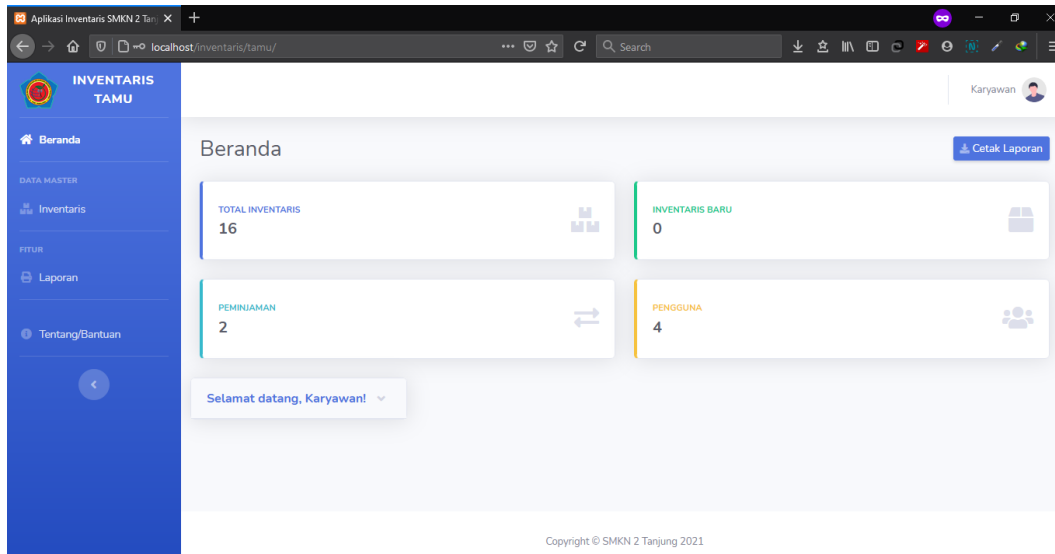 Aplikasi Inventaris SMKN 2 Tanj
localhost/inventaris/tamu/
Search
INVENTARIS
TAMU
Karyawan
Beranda
DATA MASTER
Inventaris
FITUR
Laporan
Tentang/Bantuan
Beranda
Cetak Laporan
TOTAL INVENTARIS
16
INVENTARIS BARU
0
PEMINJAMAN
2
PENGGUNA
4
Selamat datang, Karyawan!
Copyright © SMKN 2 Tanjung 2021